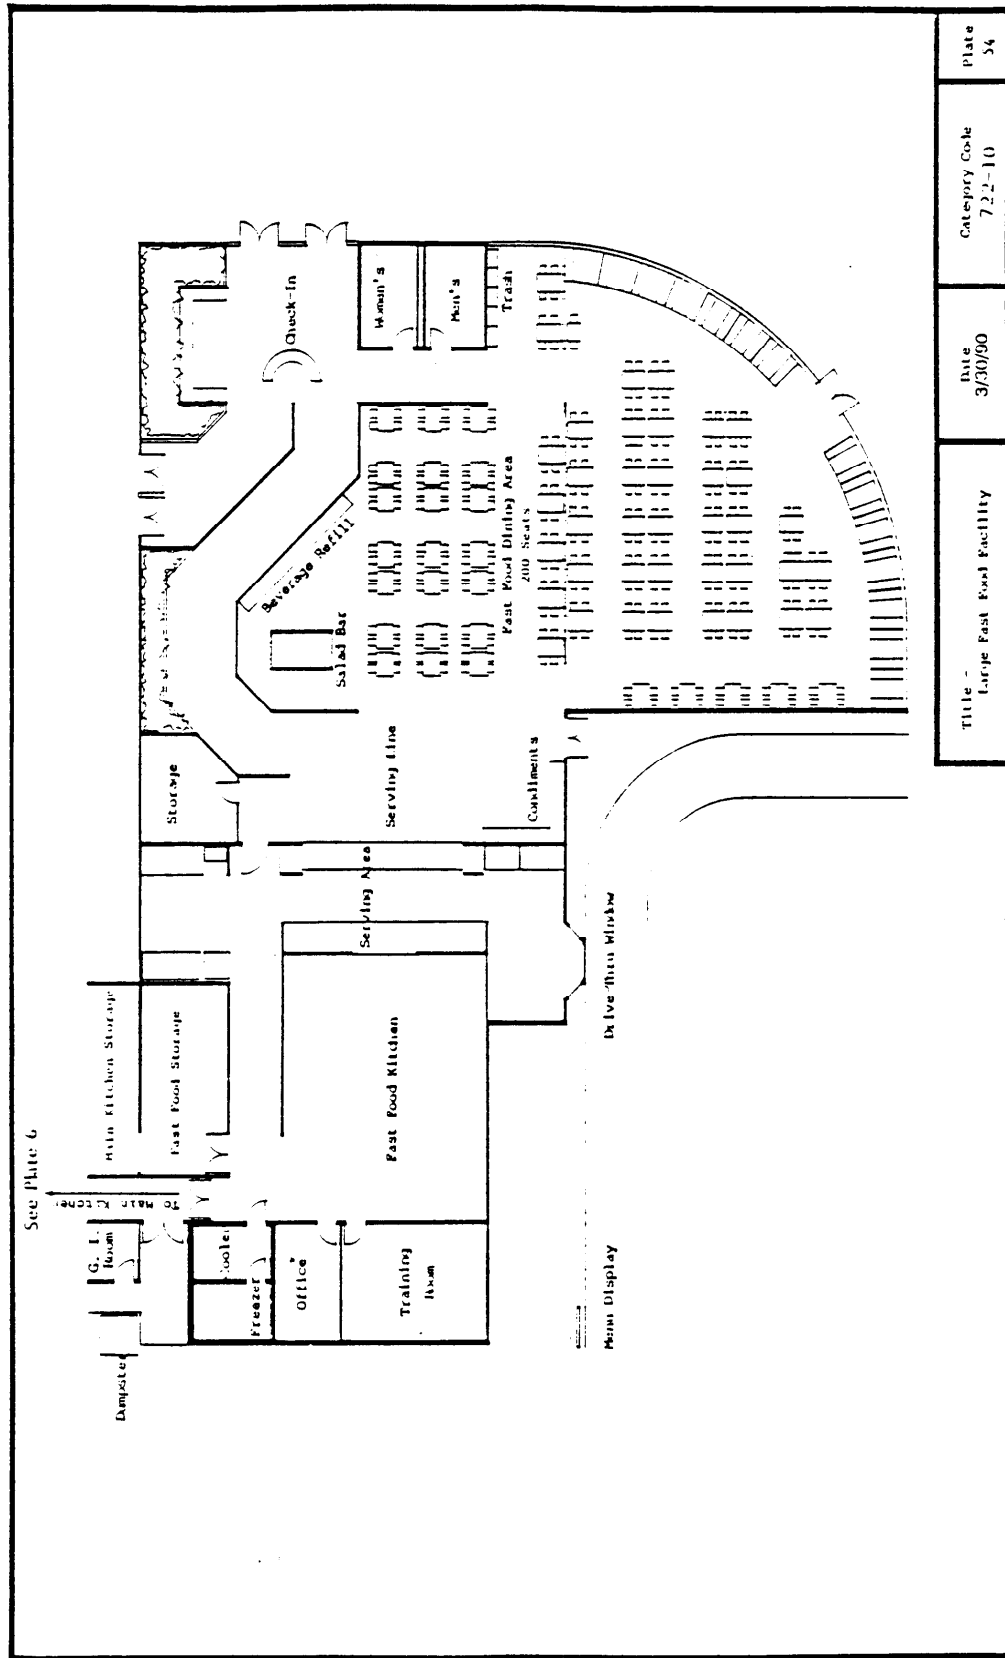 See Plate 6
To Main Kitchen
Main Kitchen Storage
Fast Food Storage
G. I.
Room
Dumpster
Cooler
Freezer
Office
Training
Room
Fast Food Kitchen
Serving Area
Storage
Serving Line
Condiments
Salad Bar
Beverage Refill
Check-In
Women's
Men's
Trash
Fast Food Dining Area
200 Seats
Drive-Thru Window
Menu Display
Title -
Large Fast Food Facility
Date
3/30/90
Category Code
722-10
Plate
54